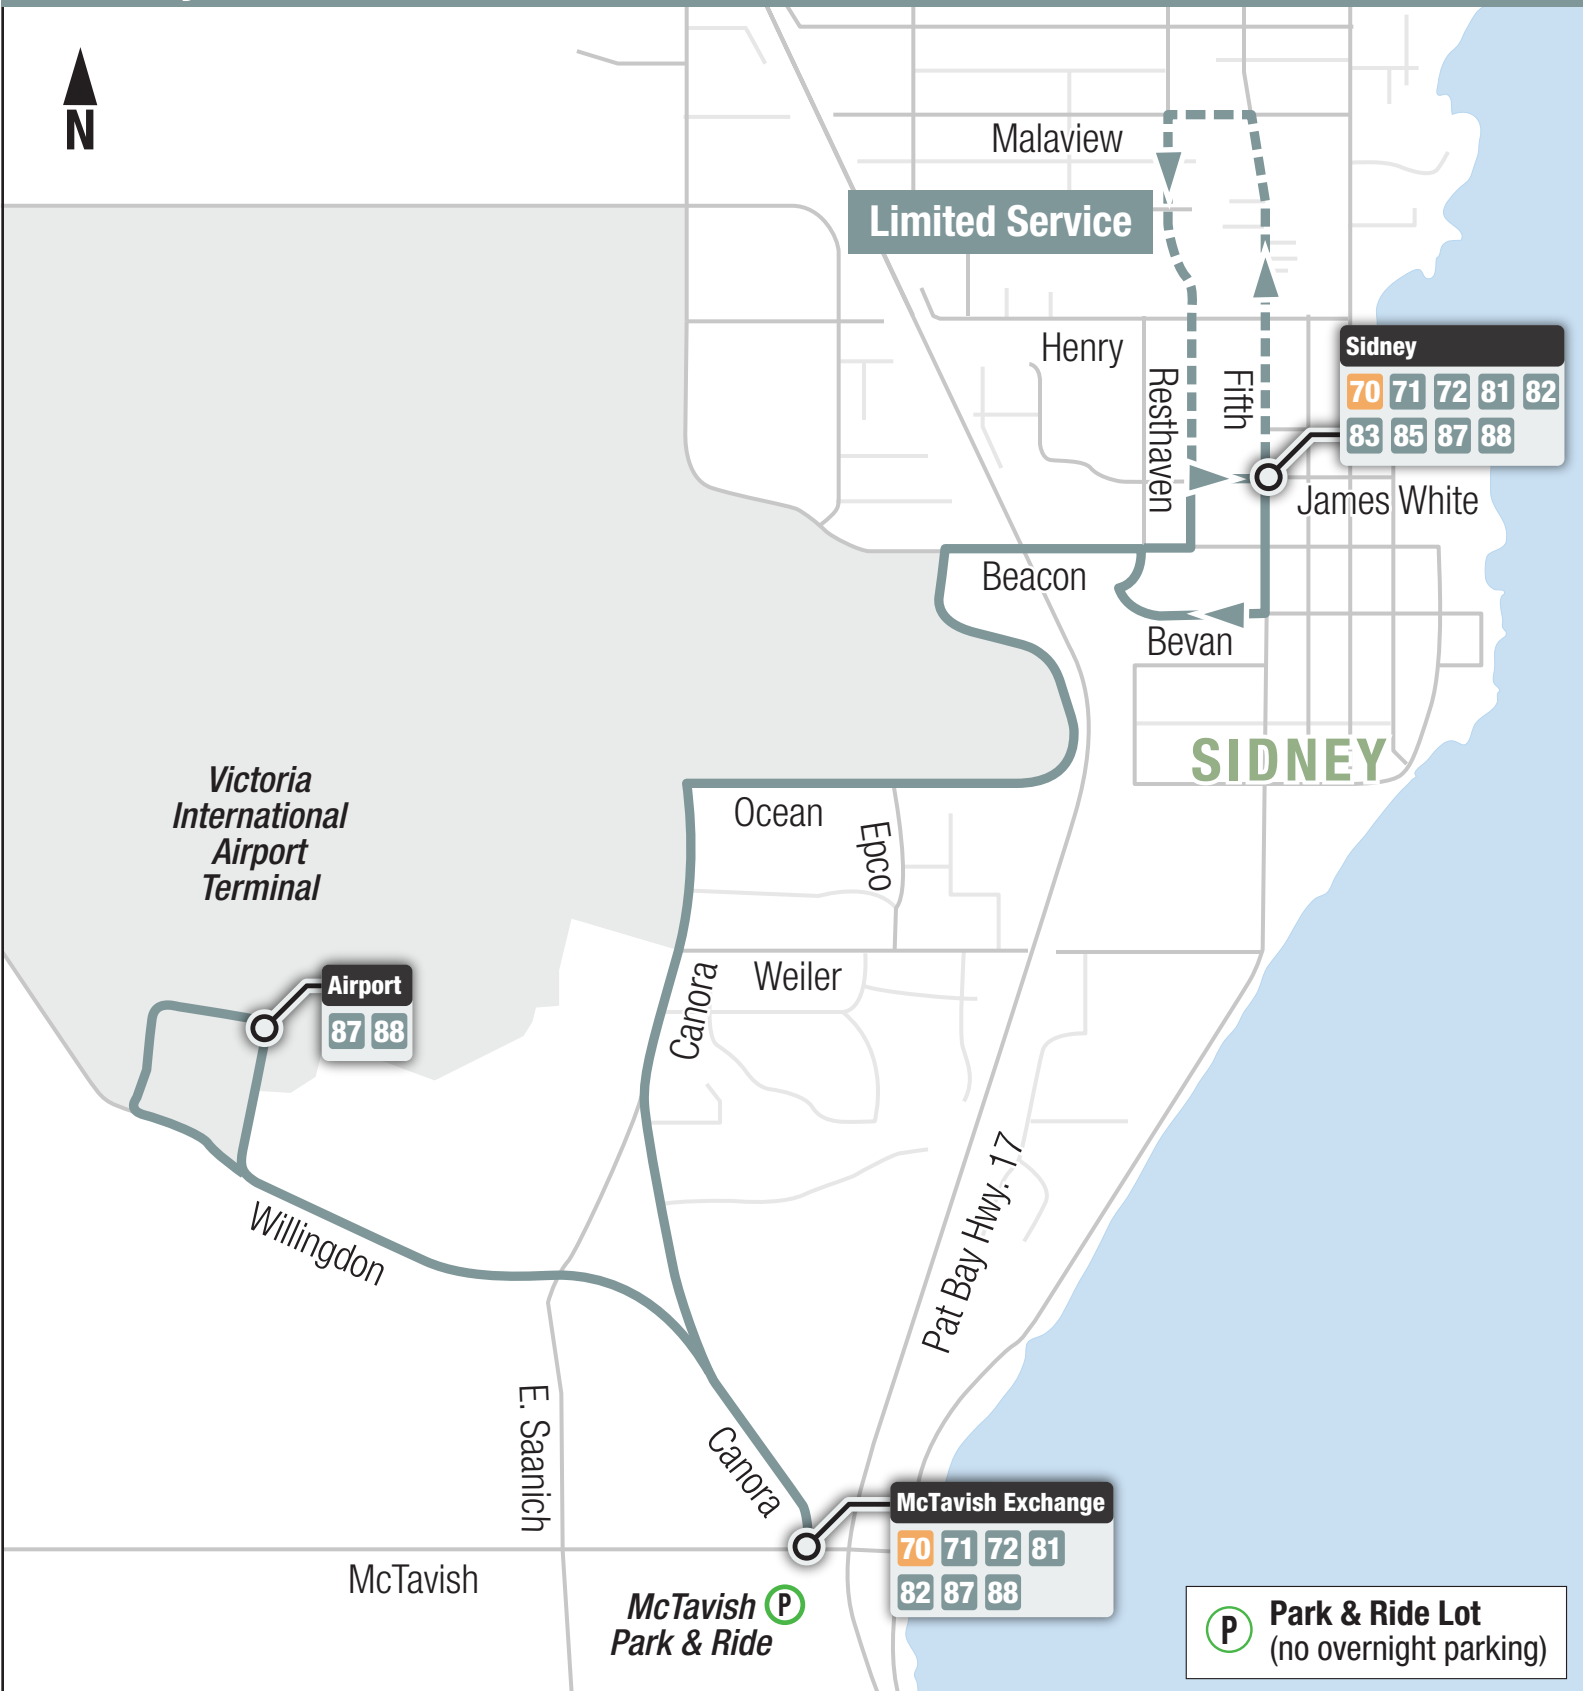 N
Malaview
Limited Service
Henry
Resthaven
Fifth
Sidney
70 71 72 81 82
83 85 87 88
James White
Beacon
Bevan
SIDNEY
Victoria
International
Airport
Terminal
Ocean
Epco
Airport
87 88
Weiler
Canora
Willingdon
Pat Bay Hwy. 17
E. Saanich
Canora
McTavish Exchange
70 71 72 81
82 87 88
McTavish
McTavish P
Park & Ride
P Park & Ride Lot
(no overnight parking)